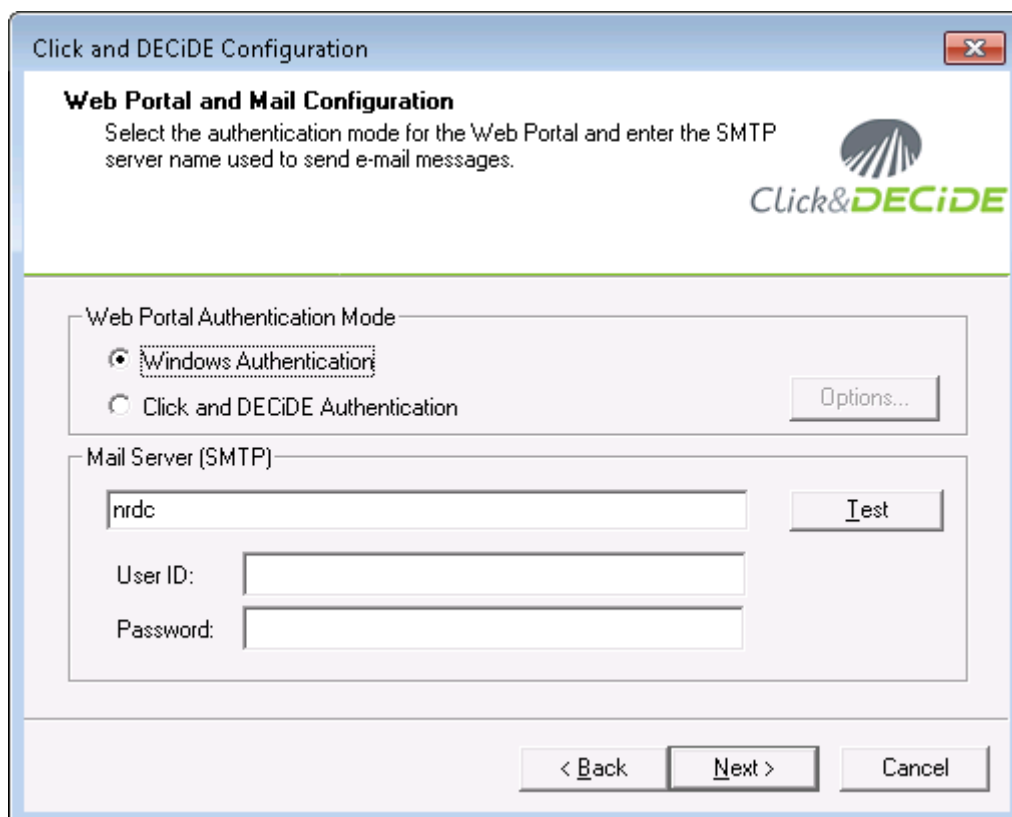 Click and DECiDE Configuration
Web Portal and Mail Configuration
Select the authentication mode for the Web Portal and enter the SMTP
server name used to send e-mail messages.
Click&DECiDE
Web Portal Authentication Mode
Windows Authentication
Click and DECiDE Authentication
Options...
Mail Server (SMTP)
nrdc
Test
User ID:
Password:
< Back
Next >
Cancel